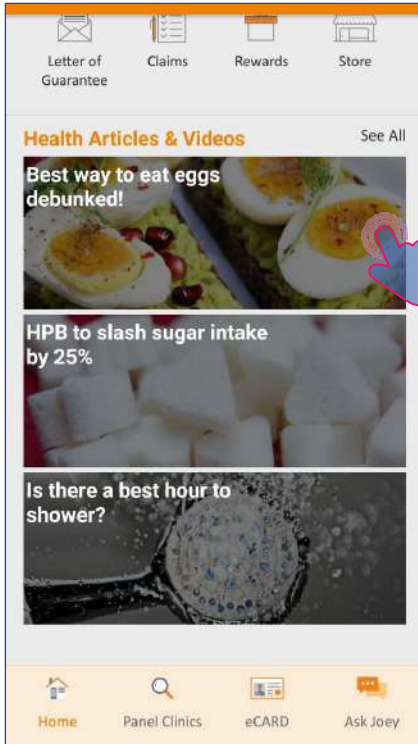 Letter of
Guarantee
Claims
Rewards
Store
Health Articles & Videos
See All
Best way to eat eggs
debunked!
HPB to slash sugar intake
by 25%
Is there a best hour to
shower?
Home
Panel Clinics
eCARD
Ask Joey